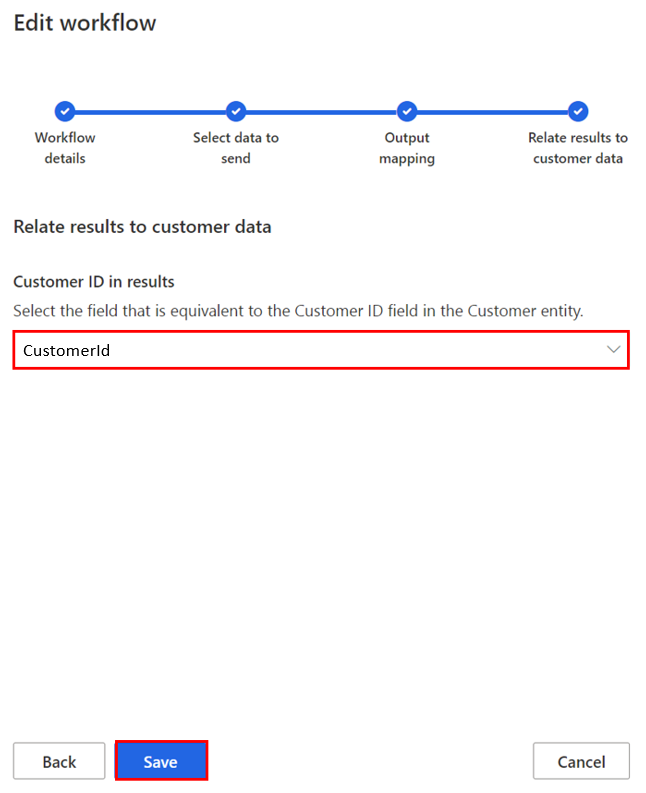 Edit workflow
Workflow
details
Select data to
send
Output
mapping
Relate results to
customer data
Relate results to customer data
Customer ID in results
Select the field that is equivalent to the Customer ID field in the Customer entity.
CustomerId
Back
Save
Cancel